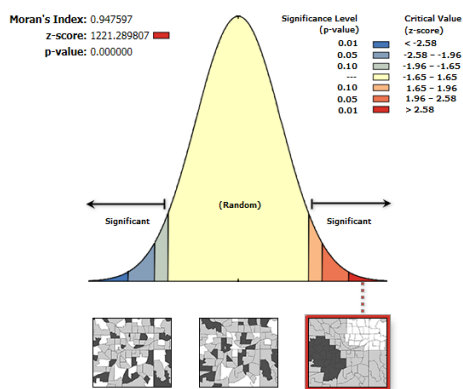 Moran's Index: 0.947597
z-score: 1221.289807
p-value: 0.000000
Significance Level
(p-value)
Critical Value
(z-score)
0.01 < -2.58
0.05 -2.58 – -1.96
0.10 -1.96 – -1.65
--- -1.65 – 1.65
0.10 1.65 – 1.96
0.05 1.96 – 2.58
0.01 > 2.58
Significant
(Random)
Significant